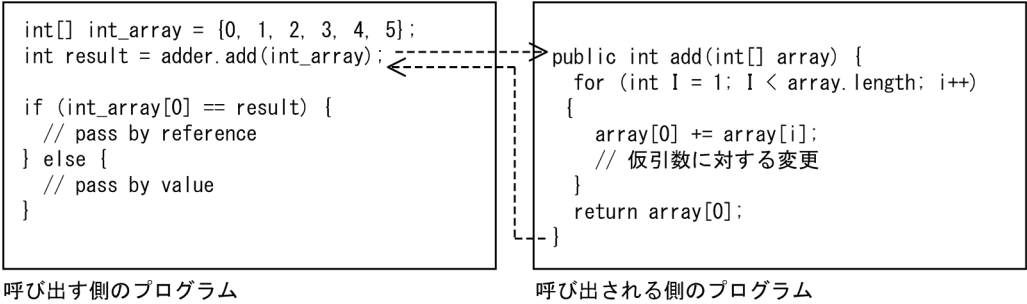 int[] int_array = {0, 1, 2, 3, 4, 5};
int result = adder.add(int_array);
if (int_array[0] == result) {
// pass by reference
} else {
// pass by value
}
呼び出す側のプログラム
public int add(int[] array) {
for (int I = 1; I < array.length; i++)
{
array[0] += array[i];
// 仮引数に対する変更
}
return array[0];
}
呼び出される側のプログラム